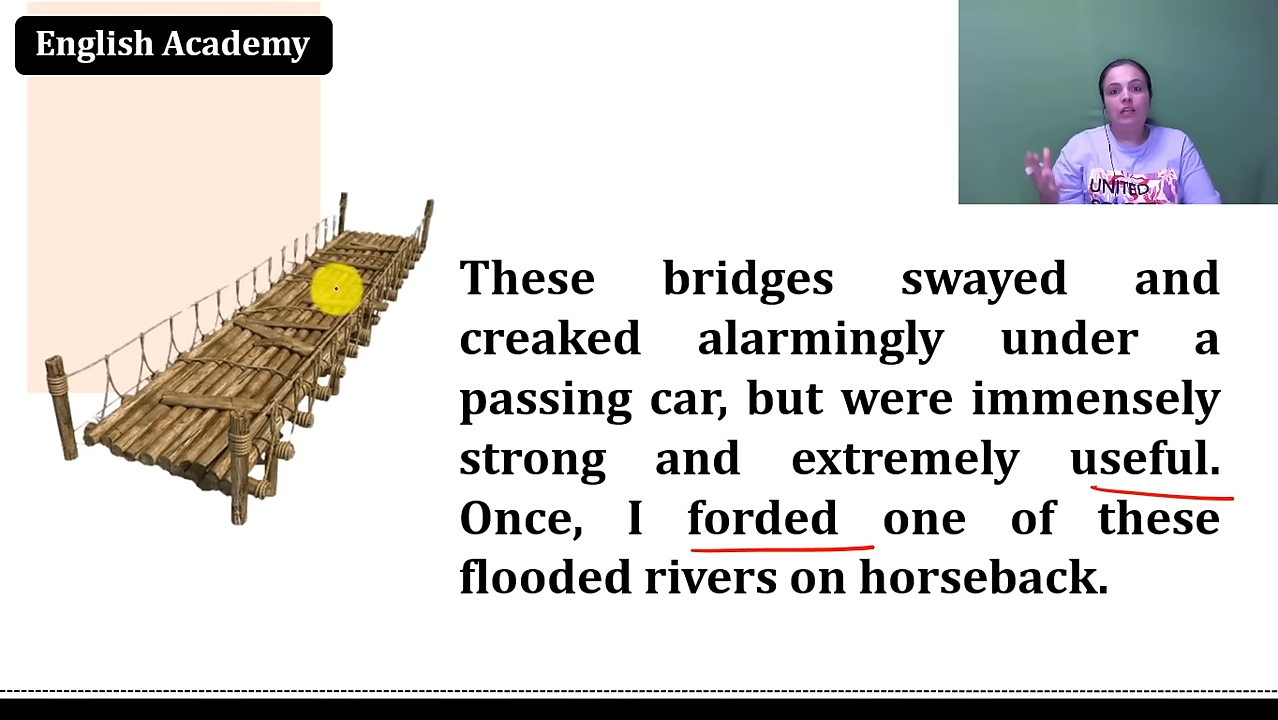 English Academy
UNITED
These bridges swayed and
creaked alarmingly under a
passing car, but were immensely
strong and extremely useful.
Once, I forded one of these
flooded rivers on horseback.